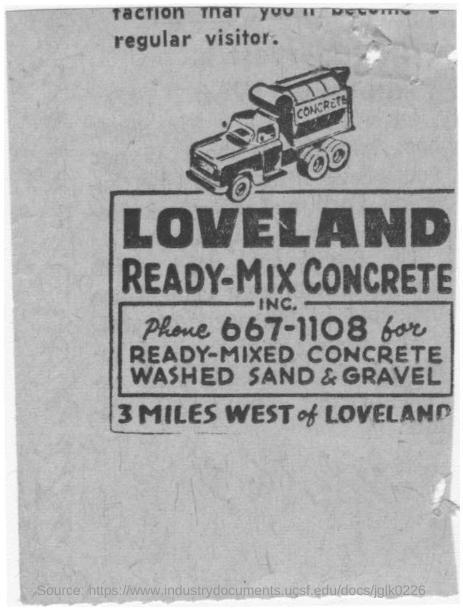 faction that you'll become a
regular visitor.
CONCRETE
LOVELAND
READY-MIX CONCRETE
INC.
Phone 667-1108 for
READY-MIXED CONCRETE
WASHED SAND & GRAVEL
3 MILES WEST of LOVELAND
Source: https://www.industrydocuments.ucsf.edu/docs/jglk0226